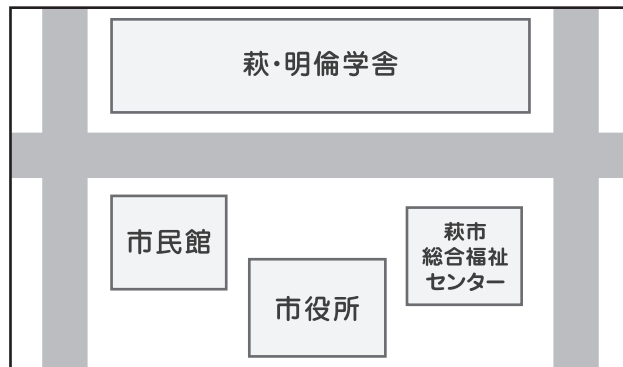 萩・明倫学舎
市民館
市役所
萩市
総合福祉
センター